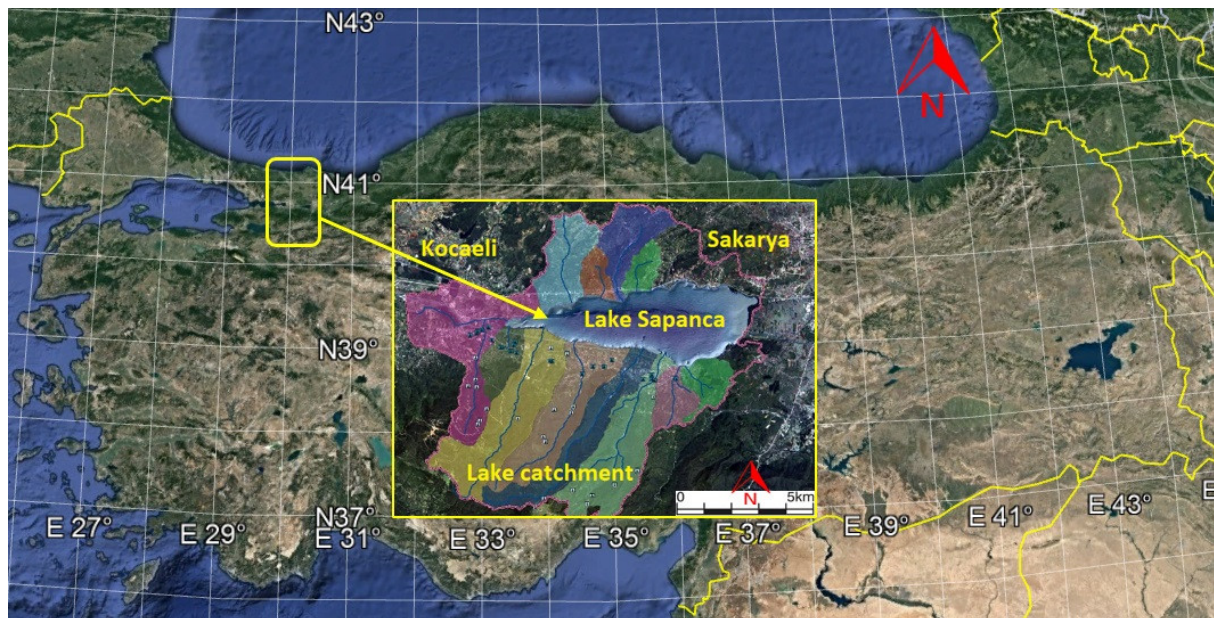 N43°
N
N41°
Kocaeli
Sakarya
Lake Sapanca
N39°
Lake catchment
0
N
5km
N37°
E 27°
E 29°
E 31°
E 33°
E 35°
E 37°
E 39°
E 41°
E 43°
E